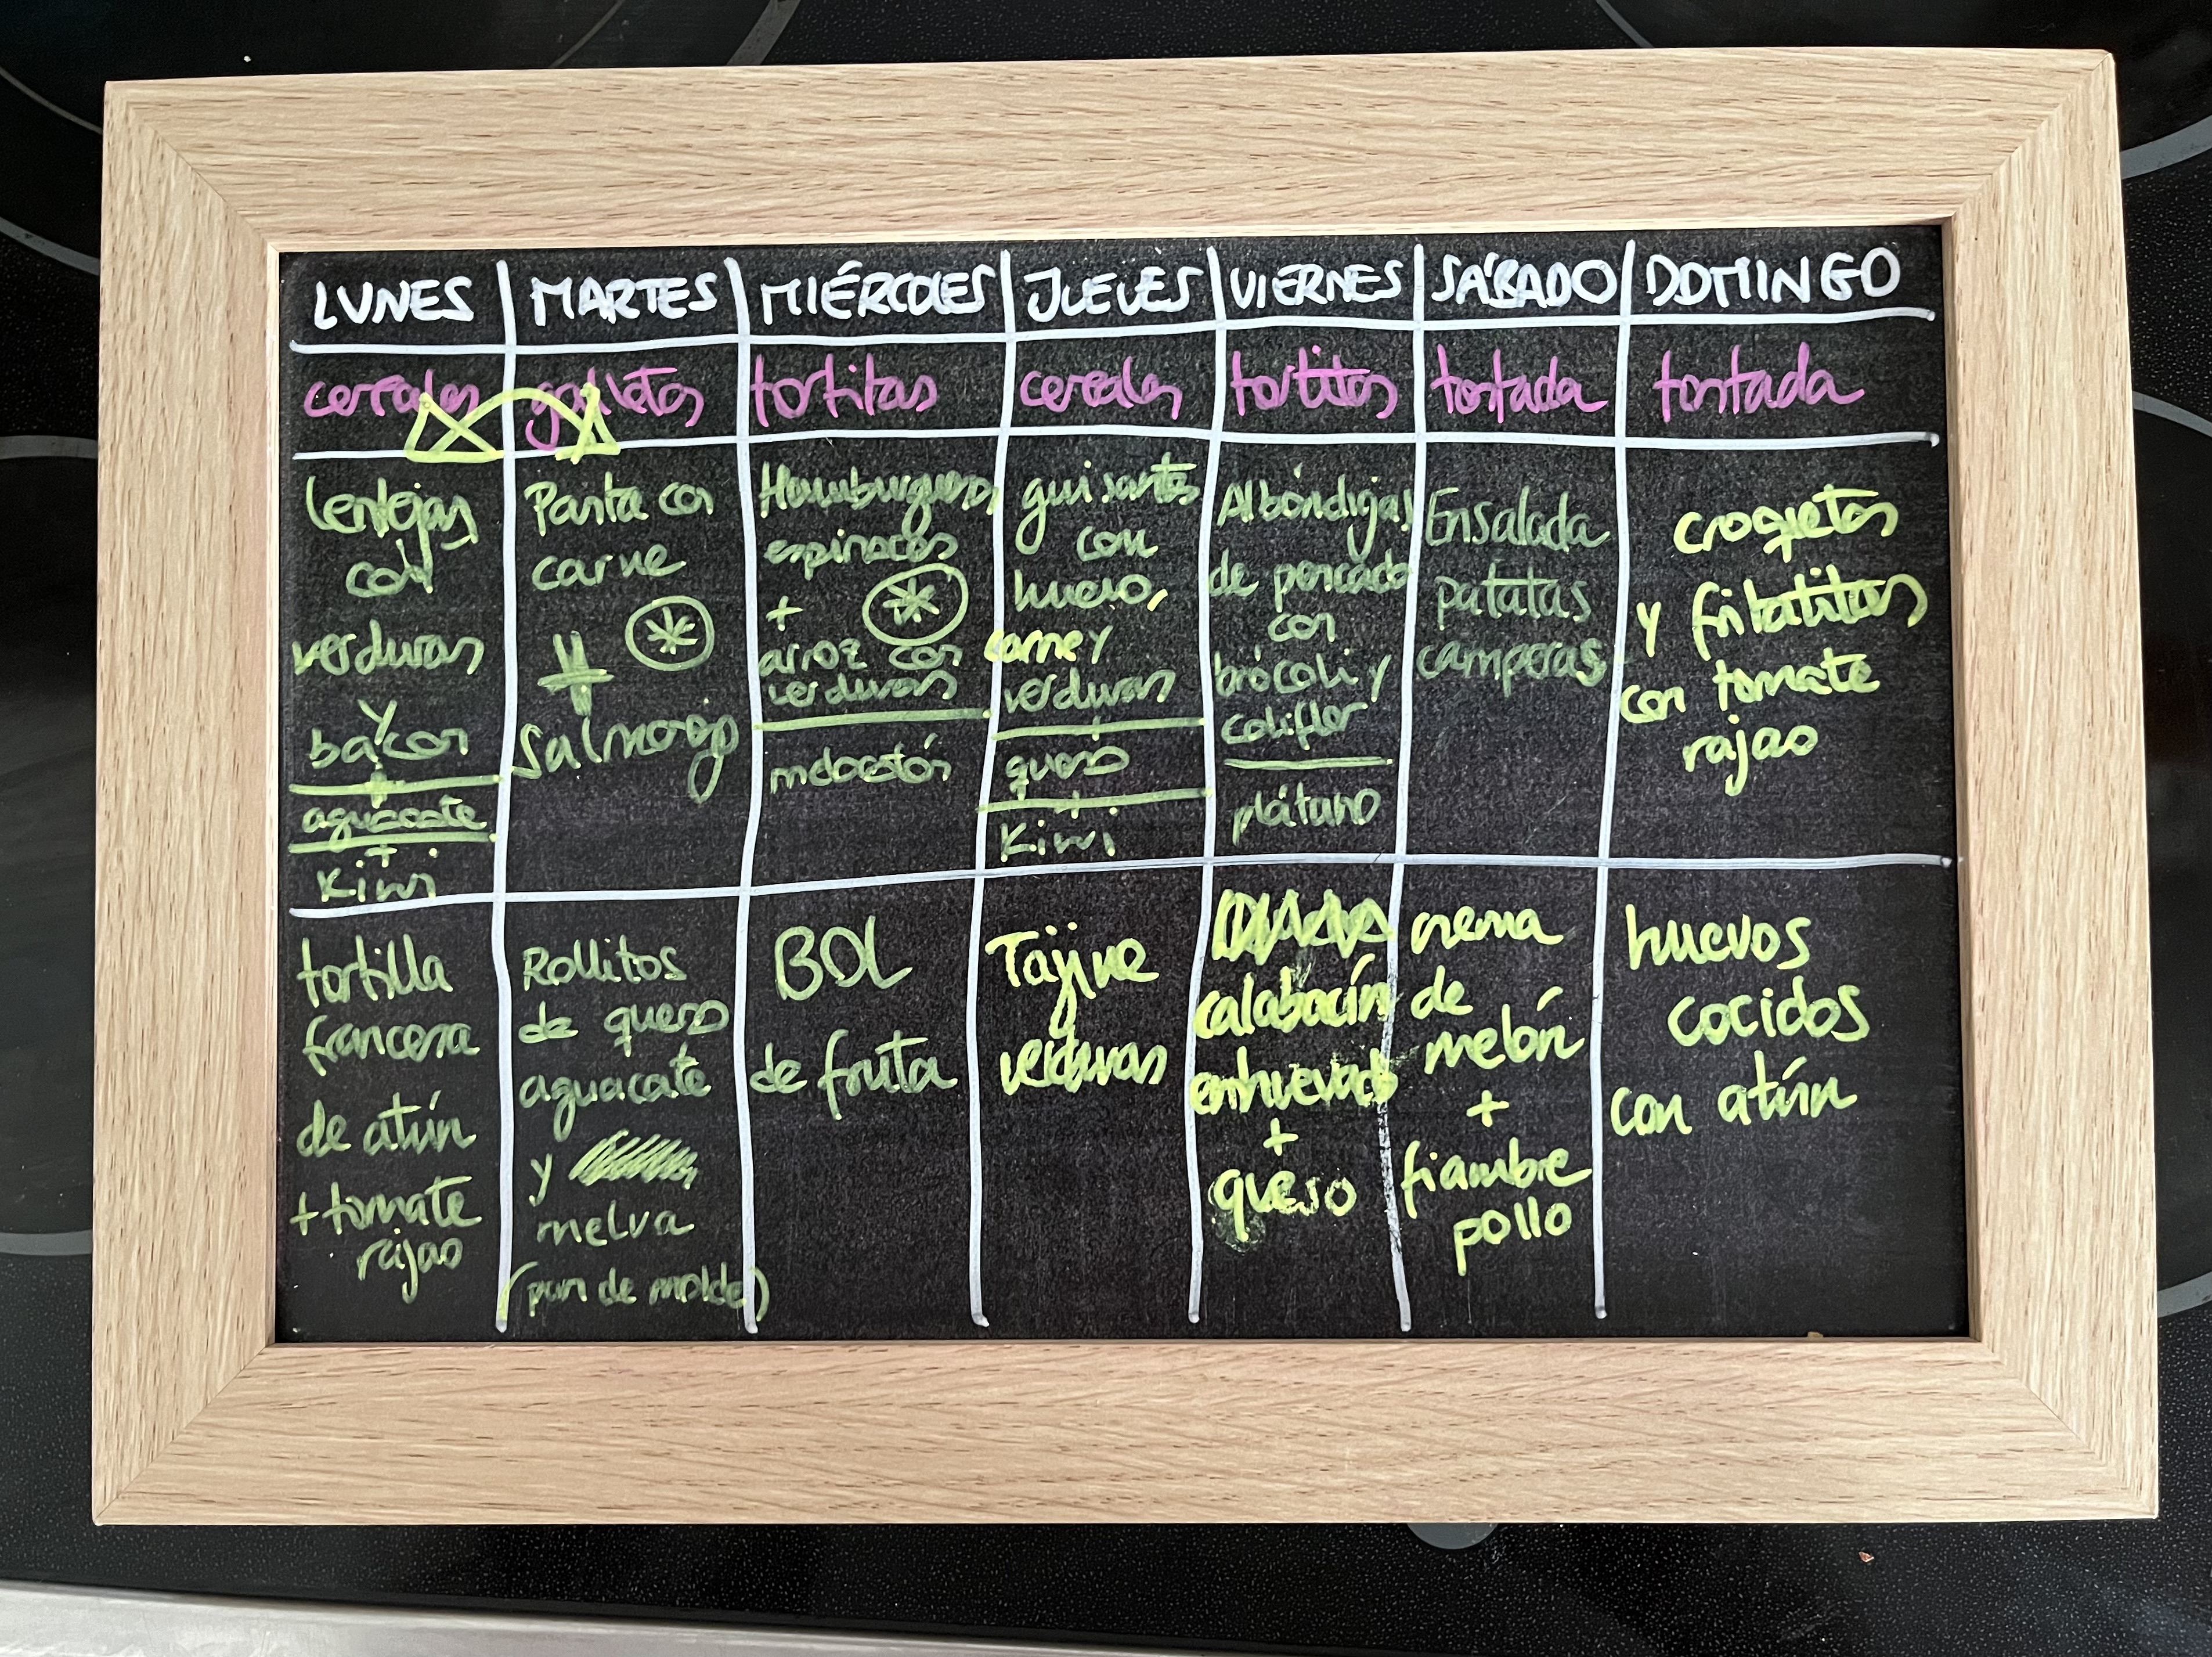 LUNES MARTES MIÉRCOLES JUEVES VIERNES SÁBADO DOMINGO
cereales galletas tortitas cereales tortitas tostada tostada
Lentejas
con
verduras
y
bacon
+
aguacate
+
Kiwi
Pasta con
carne
+
Salmorejo
Hamburguesas
espinacas
+
arroz con
verduras
melocotón
guisantes
con
huevo,
carne y
verduras
+
queso
+
Kiwi
Albóndigas
de pescado
con
brócoli y
coliflor
plátano
Ensalada
patatas
camperas
croquetas
y fritatitas
con tomate
rajao
tortilla
francesa
de atún
+ tomate
rajao
Rollitos
de queso
aguacate
y
melva
(pan de molde)
BOL
de fruta
Tajine
verduras
calabacín
enhuevado
+
queso
crema
de
melón
+
fiambre
pollo
huevos
cocidos
con atún